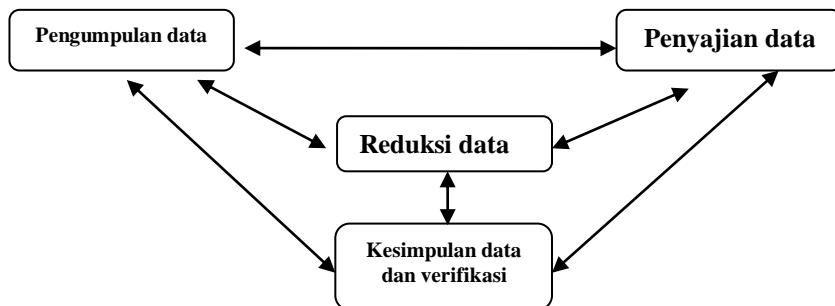 Pengumpulan data
Penyajian data
Reduksi data
Kesimpulan data
dan verifikasi